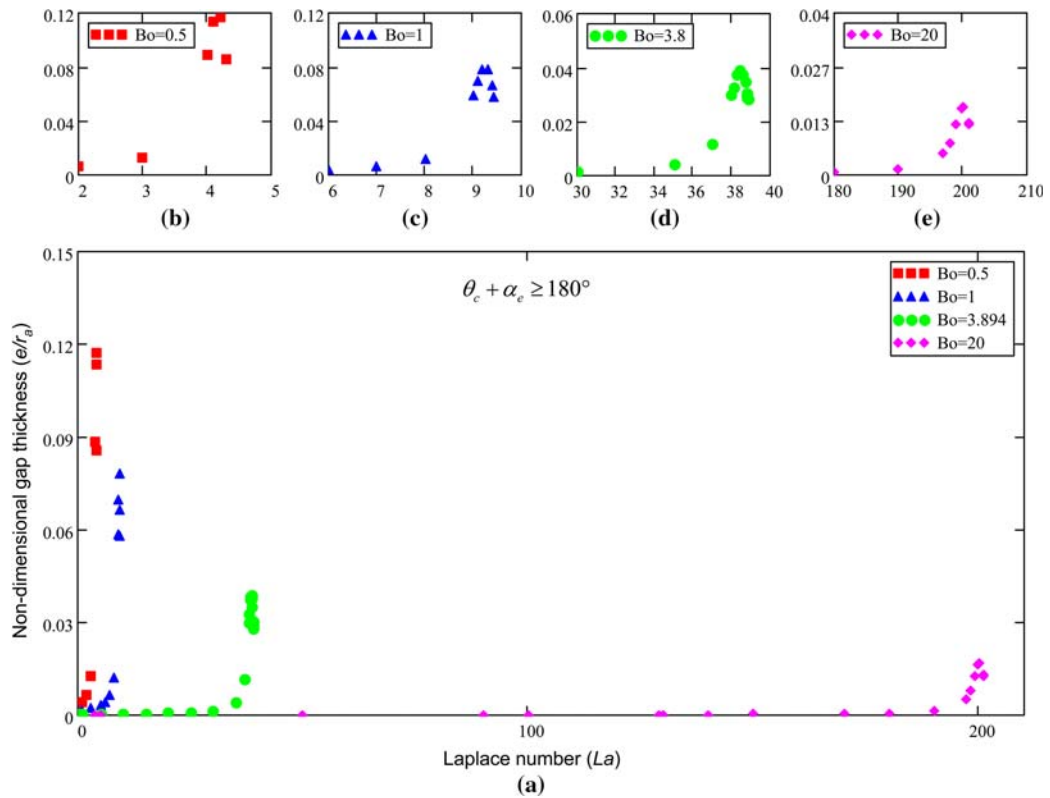 0.12
0.08
0.04
0
Bo=0.5
2
3
4
5
(b)
0.12
0.08
0.04
0
Bo=1
6
7
8
9
10
(c)
0.06
0.04
0.02
0
Bo=3.8
30
32
34
36
38
40
(d)
0.04
0.027
0.013
0
Bo=20
180
190
200
210
(e)
Non-dimensional gap thickness (e/rₐ)
0.15
0.12
0.09
0.06
0.03
0
θc + αe ≥ 180°
Bo=0.5
Bo=1
Bo=3.894
Bo=20
0
100
200
Laplace number (La)
(a)